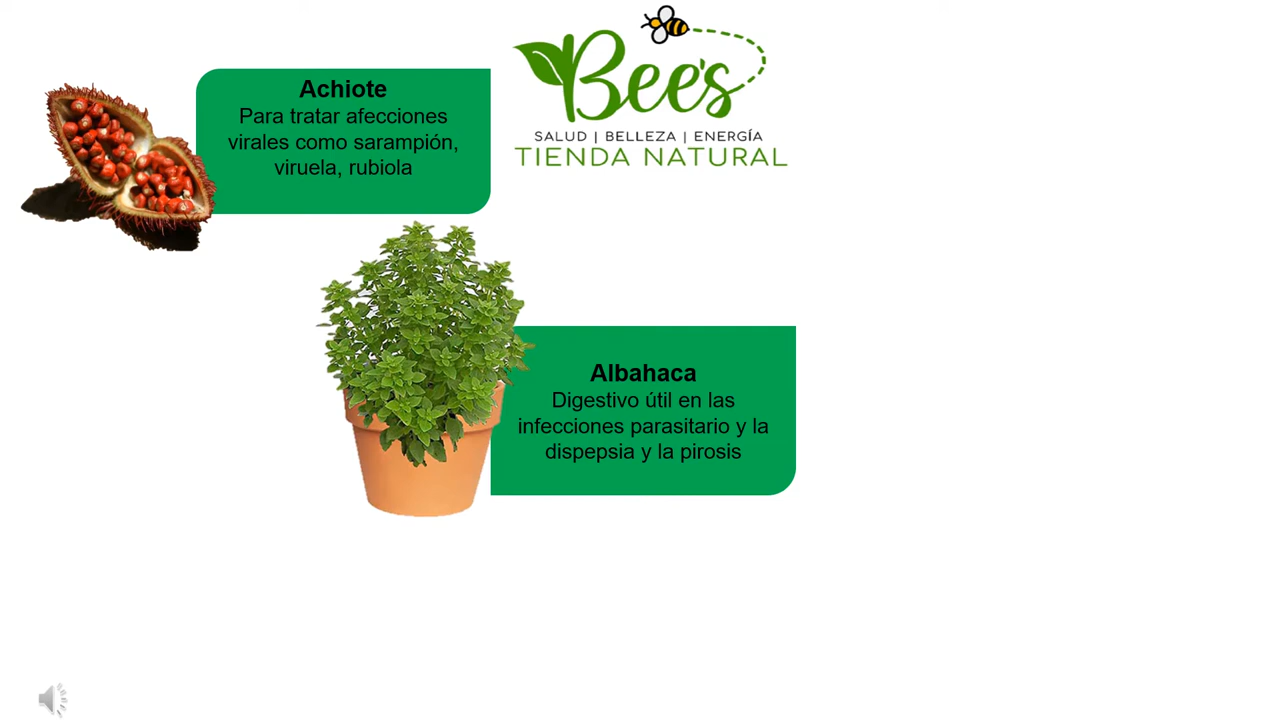 Bee's
SALUD | BELLEZA | ENERGÍA
TIENDA NATURAL
Achiote
Para tratar afecciones
virales como sarampión,
viruela, rubiola
Albahaca
Digestivo útil en las
infecciones parasitario y la
dispepsia y la pirosis